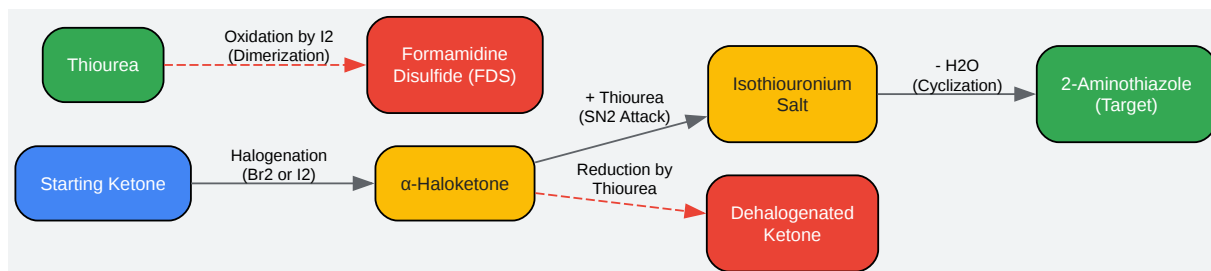 Thiourea
Oxidation by I2
(Dimerization)
Formamidine
Disulfide (FDS)
Starting Ketone
Halogenation
(Br2 or I2)
α-Haloketone
+ Thiourea
(SN2 Attack)
Reduction by
Thiourea
Isothiouronium
Salt
Dehalogenated
Ketone
- H2O
(Cyclization)
2-Aminothiazole
(Target)